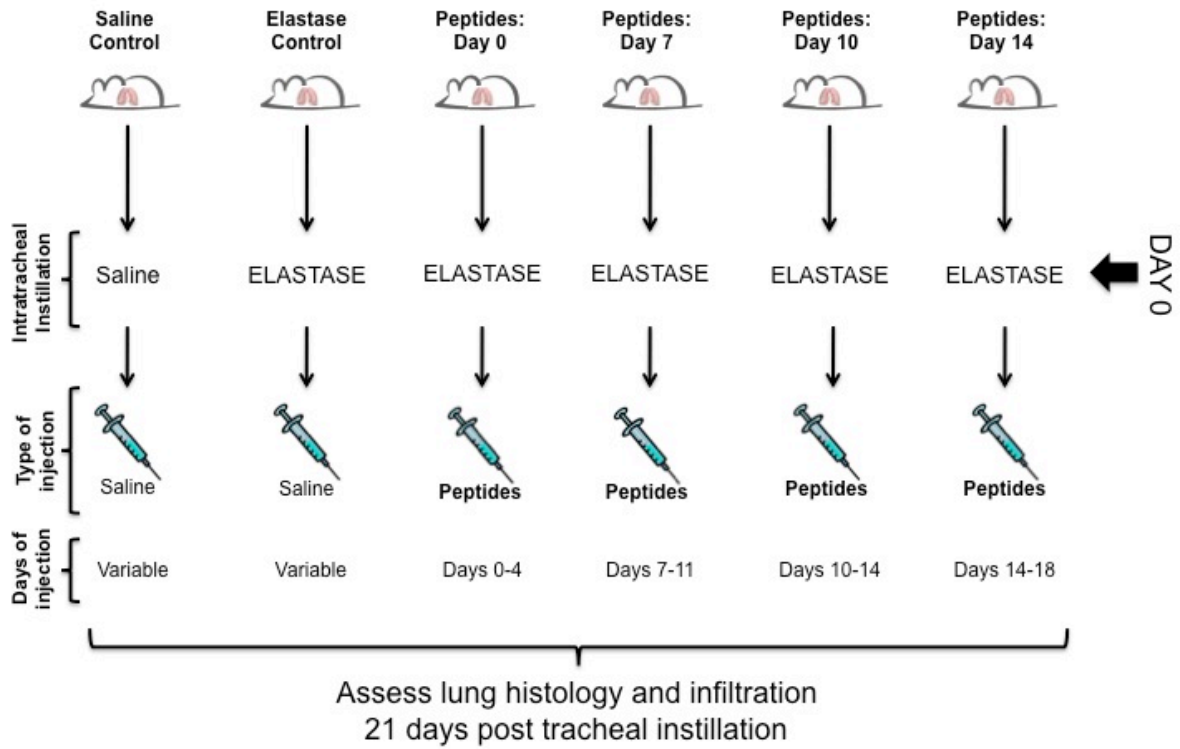 Saline
Control
Elastase
Control
Peptides:
Day 0
Peptides:
Day 7
Peptides:
Day 10
Peptides:
Day 14
Intratracheal
Instillation
Saline
ELASTASE
ELASTASE
ELASTASE
ELASTASE
ELASTASE
DAY 0
Type of
injection
Saline
Saline
Peptides
Peptides
Peptides
Peptides
Days of
injection
Variable
Variable
Days 0-4
Days 7-11
Days 10-14
Days 14-18
Assess lung histology and infiltration
21 days post tracheal instillation